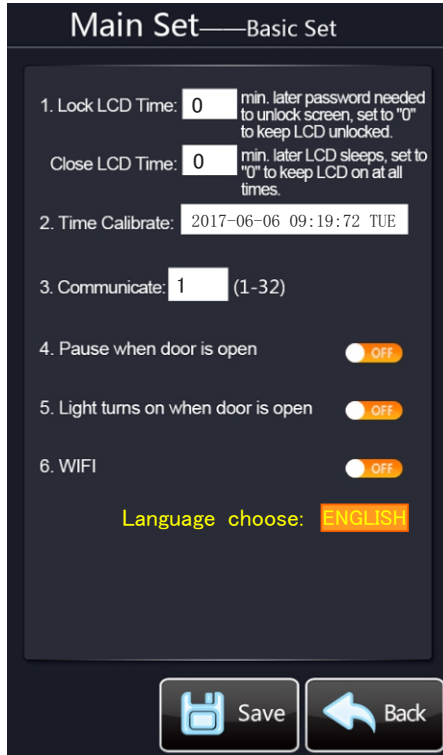 Main Set——Basic Set
1. Lock LCD Time: 0 min. later password needed
to unlock screen, set to "0"
to keep LCD unlocked.
Close LCD Time: 0 min. later LCD sleeps, set to
"0" to keep LCD on at all
times.
2. Time Calibrate: 2017-06-06 09:19:72 TUE
3. Communicate: 1 (1-32)
4. Pause when door is open OFF
5. Light turns on when door is open OFF
6. WIFI OFF
Language choose: ENGLISH
Save Back